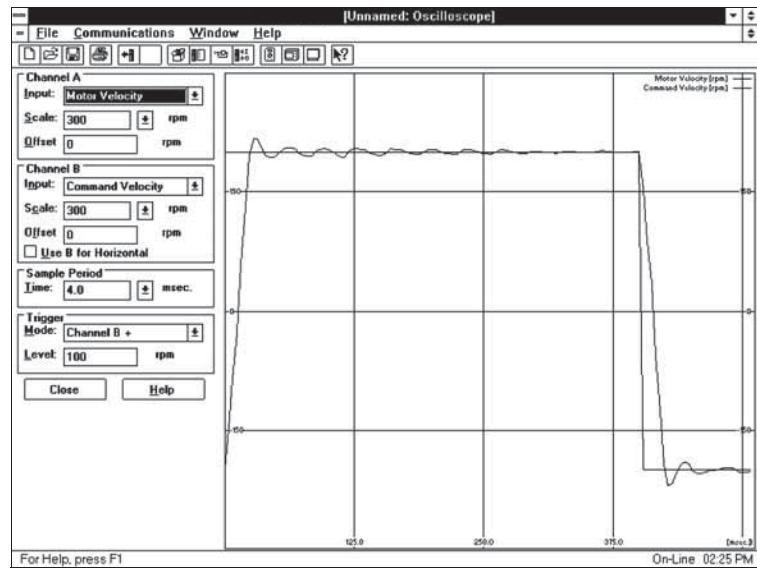 [Unnamed: Oscilloscope]
File Communications Window Help
Channel A
Input: Motor Velocity
Scale: 300 rpm
Offset 0 rpm
Channel B
Input: Command Velocity
Scale: 300 rpm
Offset 0 rpm
Use B for Horizontal
Sample Period
Time: 4.0 msec.
Trigger
Mode: Channel B +
Level: 100 rpm
Close Help
Motor Velocity [rpm]
Command Velocity [rpm]
150 150
0 0
-150 -150
125.0 250.0 375.0 [msec]
For Help, press F1 On-Line 02:25 PM